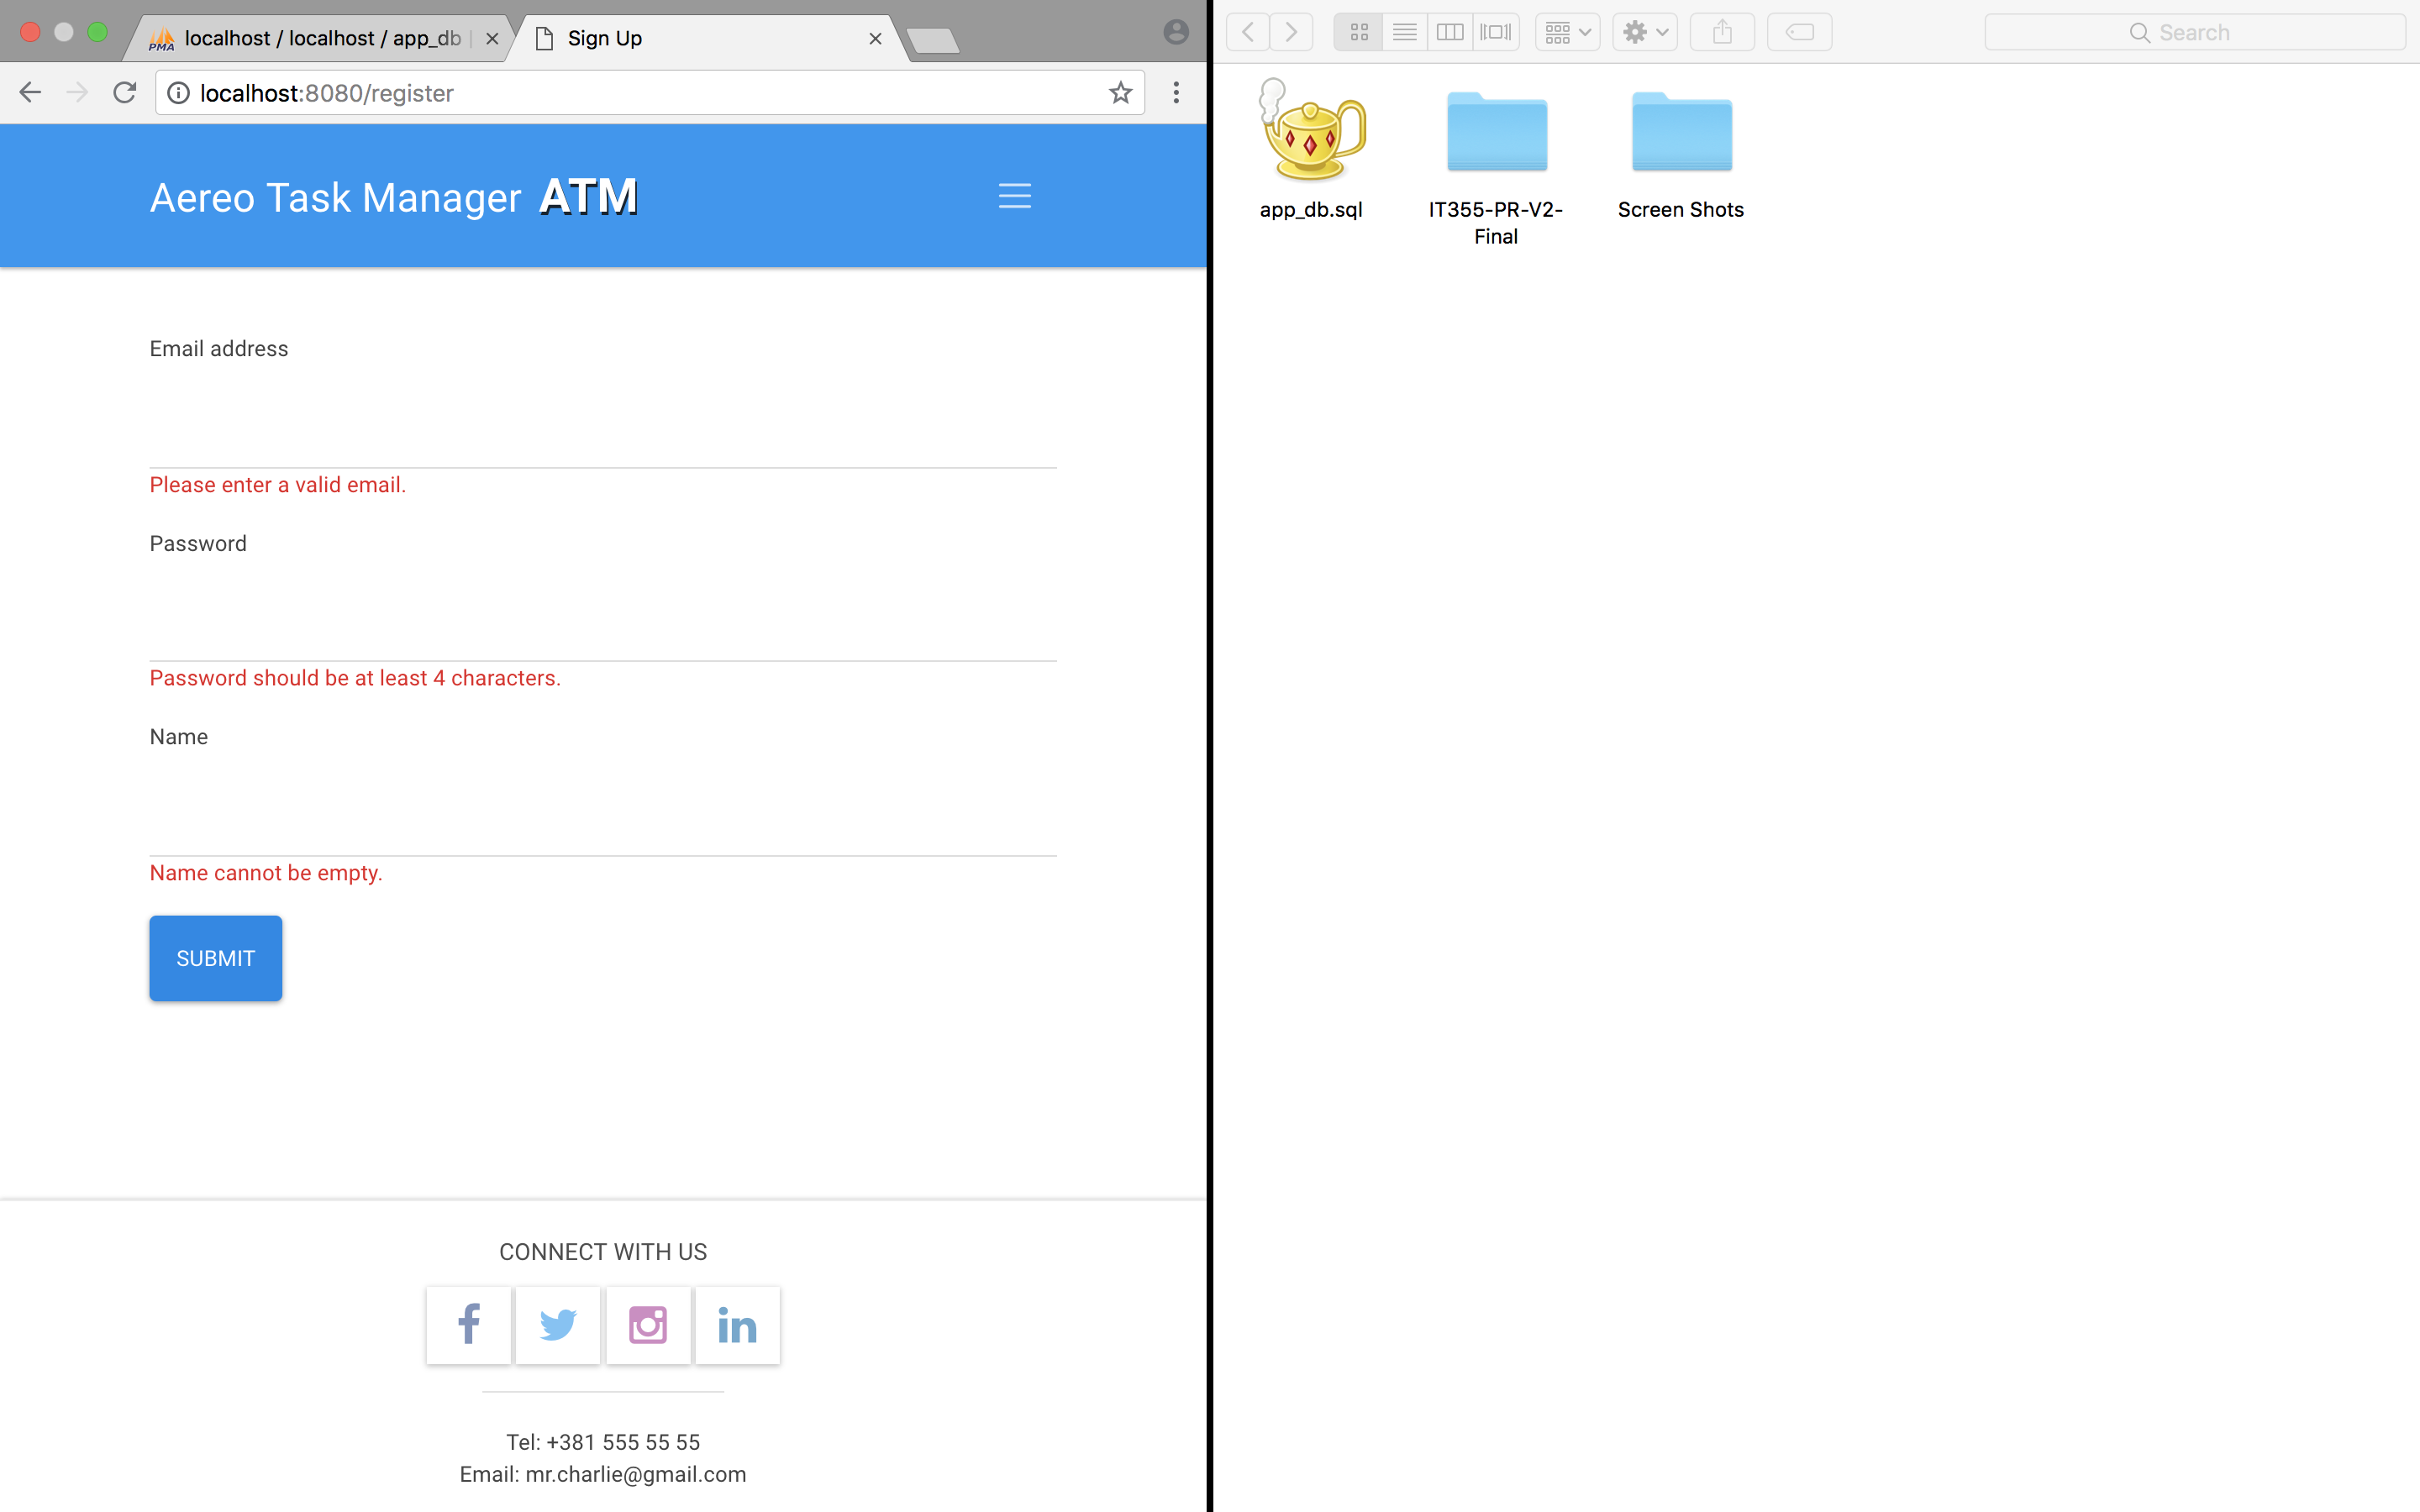 localhost / localhost / app_db |
Sign Up
localhost:8080/register
Search
Aereo Task Manager ATM
Email address
Please enter a valid email.
Password
Password should be at least 4 characters.
Name
Name cannot be empty.
SUBMIT
CONNECT WITH US
Tel: +381 555 55 55
Email: mr.charlie@gmail.com
app_db.sql
IT355-PR-V2-
Final
Screen Shots
PMA